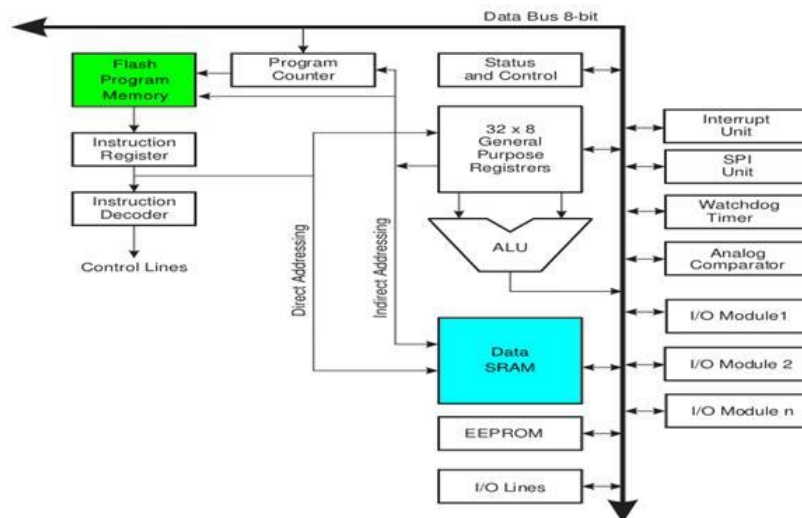 Data Bus 8-bit
Flash
Program
Memory
Program
Counter
Status
and Control
Instruction
Register
32 x 8
General
Purpose
Registrers
Interrupt
Unit
SPI
Unit
Instruction
Decoder
Watchdog
Timer
Control Lines
Direct Addressing
Indirect Addressing
ALU
Analog
Comparator
I/O Module1
Data
SRAM
I/O Module 2
I/O Module n
EEPROM
I/O Lines